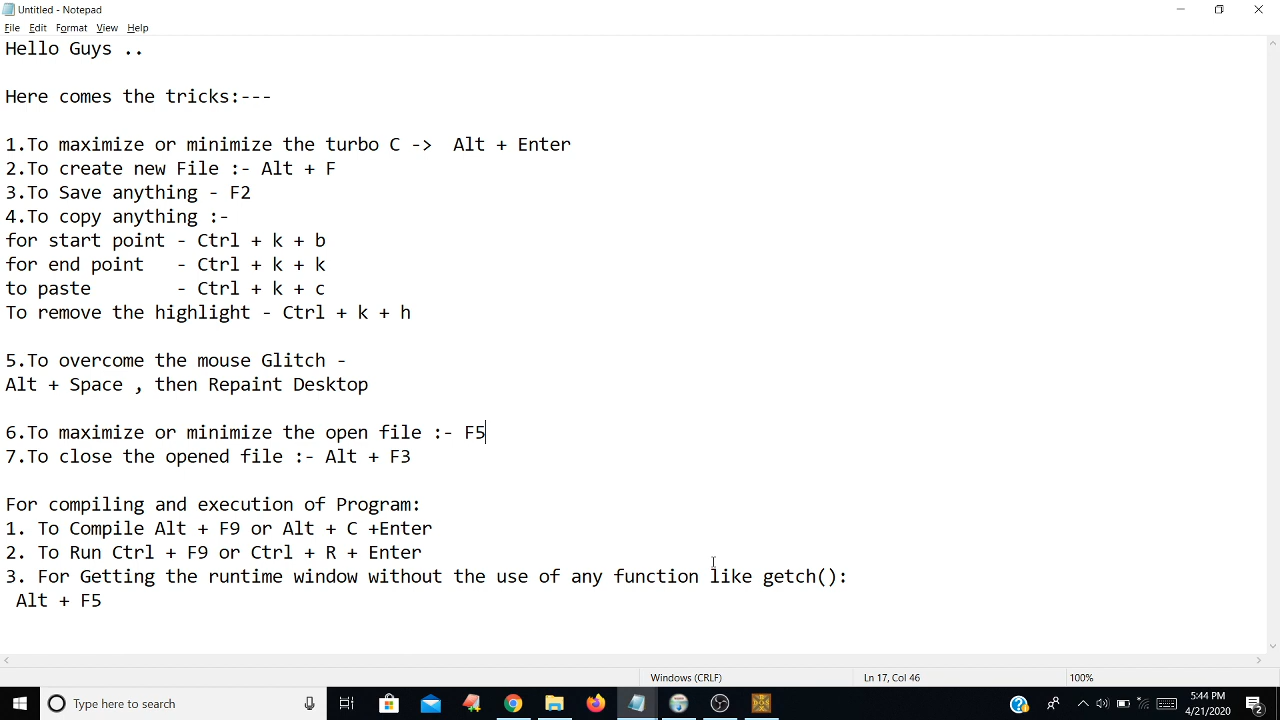 Untitled - Notepad
File Edit Format View Help
Hello Guys ..
Here comes the tricks:---
1.To maximize or minimize the turbo C ->  Alt + Enter
2.To create new File :- Alt + F
3.To Save anything - F2
4.To copy anything :-
for start point - Ctrl + k + b
for end point   - Ctrl + k + k
to paste        - Ctrl + k + c
To remove the highlight - Ctrl + k + h
5.To overcome the mouse Glitch -
Alt + Space , then Repaint Desktop
6.To maximize or minimize the open file :- F5
7.To close the opened file :- Alt + F3
For compiling and execution of Program:
1. To Compile Alt + F9 or Alt + C +Enter
2. To Run Ctrl + F9 or Ctrl + R + Enter
3. For Getting the runtime window without the use of any function like getch():
 Alt + F5
Windows (CRLF) Ln 17, Col 46 100%
Type here to search
5:44 PM
4/21/2020
2